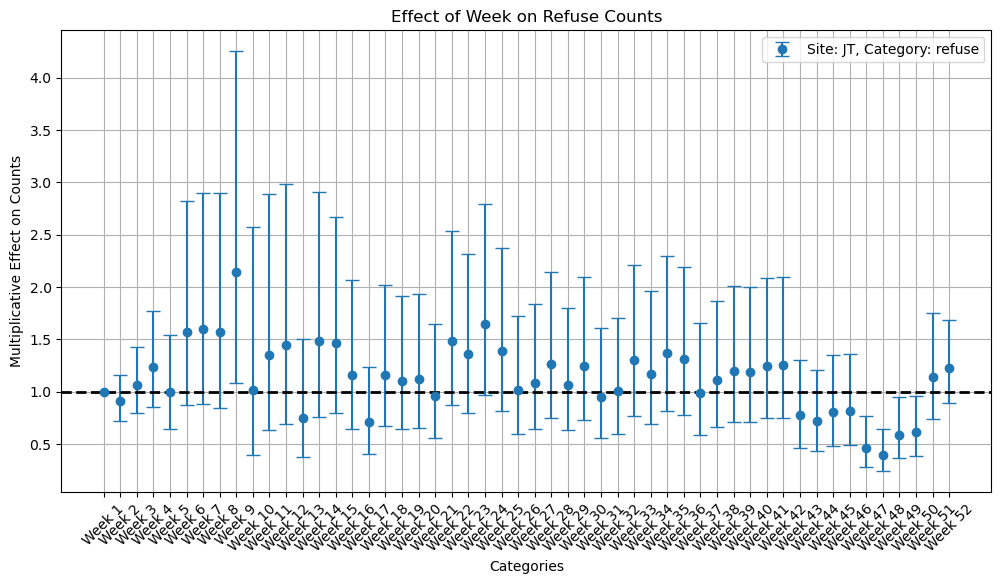 Effect of Week on Refuse Counts
Site: JT, Category: refuse
Multiplicative Effect on Counts
4.0
3.5
3.0
2.5
2.0
1.5
1.0
0.5
Week 1
Week 2
Week 3
Week 4
Week 5
Week 6
Week 7
Week 8
Week 9
Week 10
Week 11
Week 12
Week 13
Week 14
Week 15
Week 16
Week 17
Week 18
Week 19
Week 20
Week 21
Week 22
Week 23
Week 24
Week 25
Week 26
Week 27
Week 28
Week 29
Week 30
Week 31
Week 32
Week 33
Week 34
Week 35
Week 36
Week 37
Week 38
Week 39
Week 40
Week 41
Week 42
Week 43
Week 44
Week 45
Week 46
Week 47
Week 48
Week 49
Week 50
Week 51
Week 52
Categories